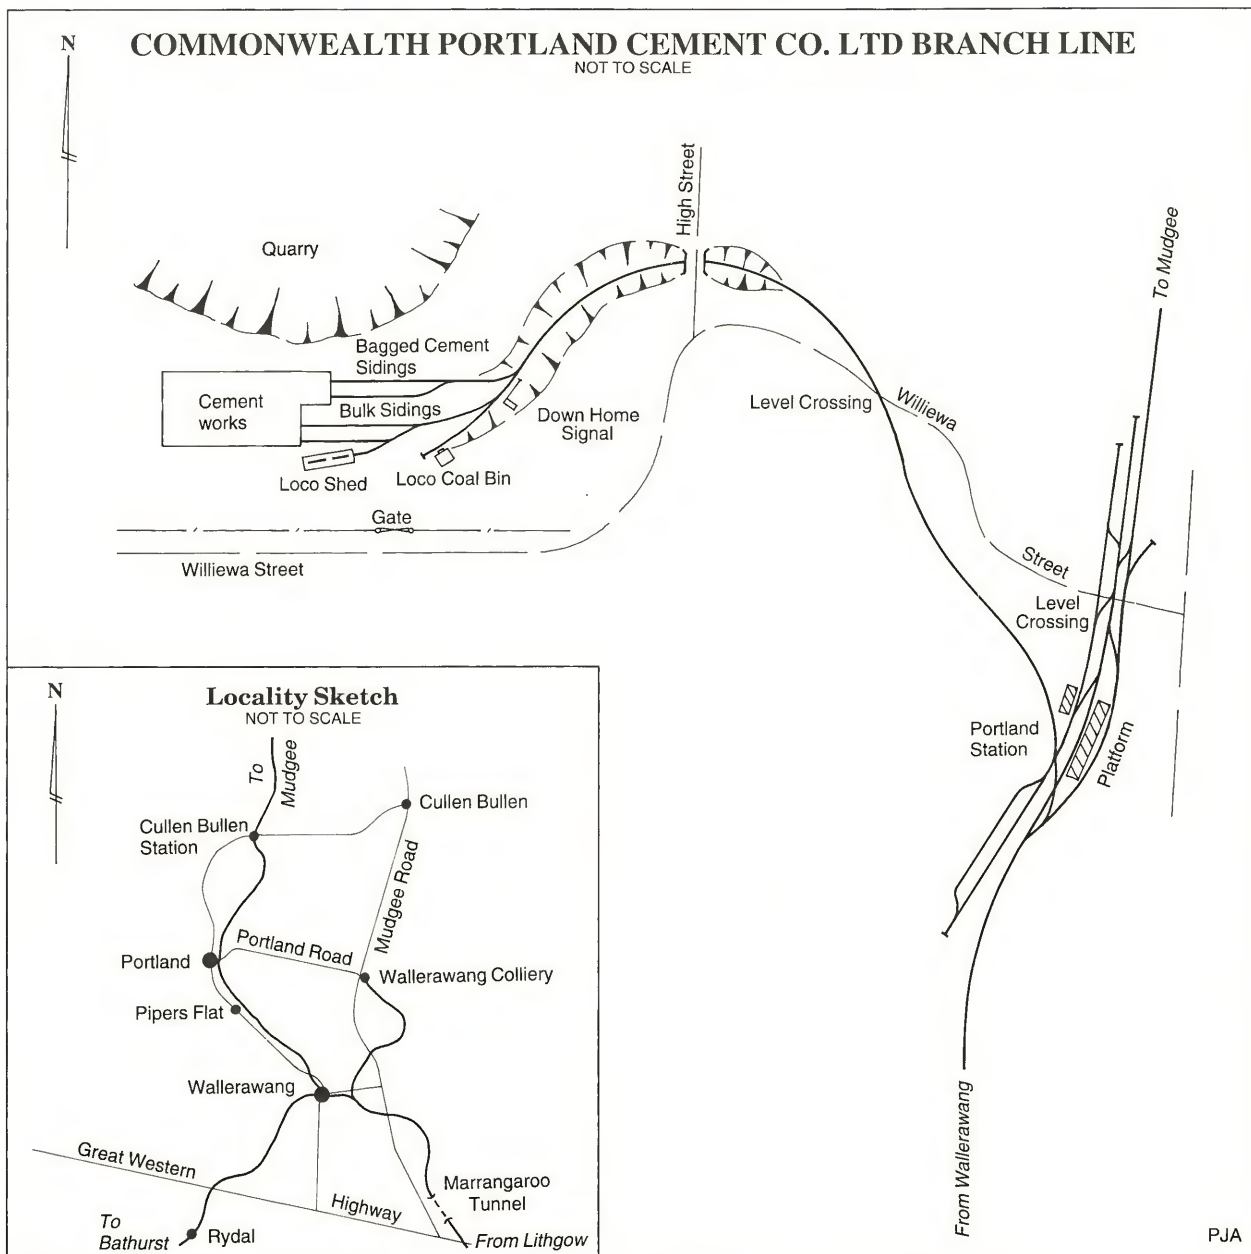 COMMONWEALTH PORTLAND CEMENT CO. LTD BRANCH LINE
NOT TO SCALE
N
High Street
To Mudgee
Quarry
Bagged Cement
Sidings
Cement
works
Bulk Sidings
Down Home
Signal
Level Crossing
Williewa
Loco Shed
Loco Coal Bin
Gate
Williewa Street
Street
Level
Crossing
Portland
Station
Platform
From Wallerawang
N
Locality Sketch
NOT TO SCALE
To
Mudgee
Cullen Bullen
Cullen Bullen
Station
Mudgee Road
Portland Road
Portland
Wallerawang Colliery
Pipers Flat
Wallerawang
Great Western
Highway
Marrangaroo
Tunnel
To
Bathurst
Rydal
From Lithgow
PJA